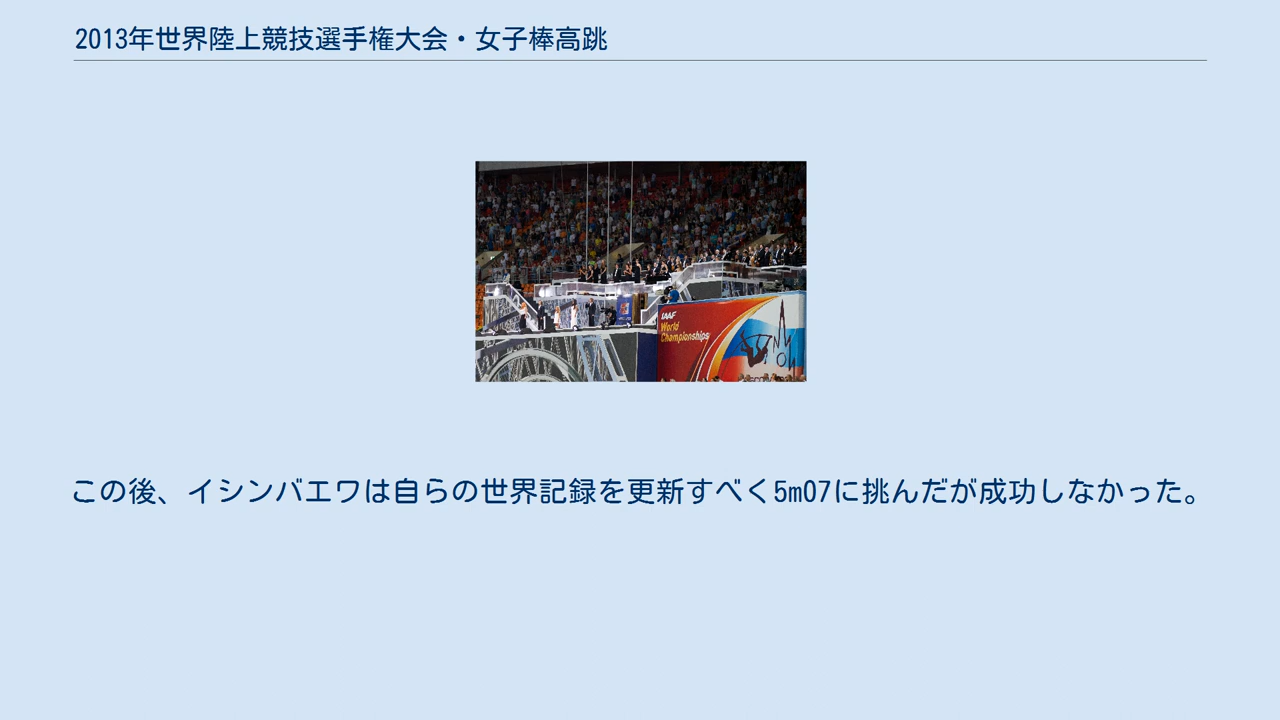 2013年世界陸上競技選手権大会・女子棒高跳
IAAF
World
Championships
この後、イシンバエワは自らの世界記録を更新すべく5m07に挑んだが成功しなかった。